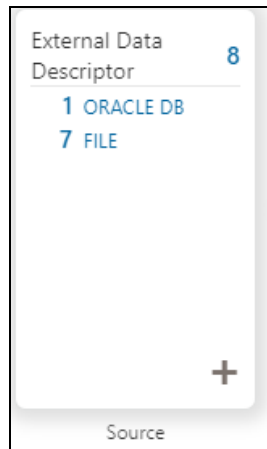 External Data
Descriptor 8
1 ORACLE DB
7 FILE
+
Source